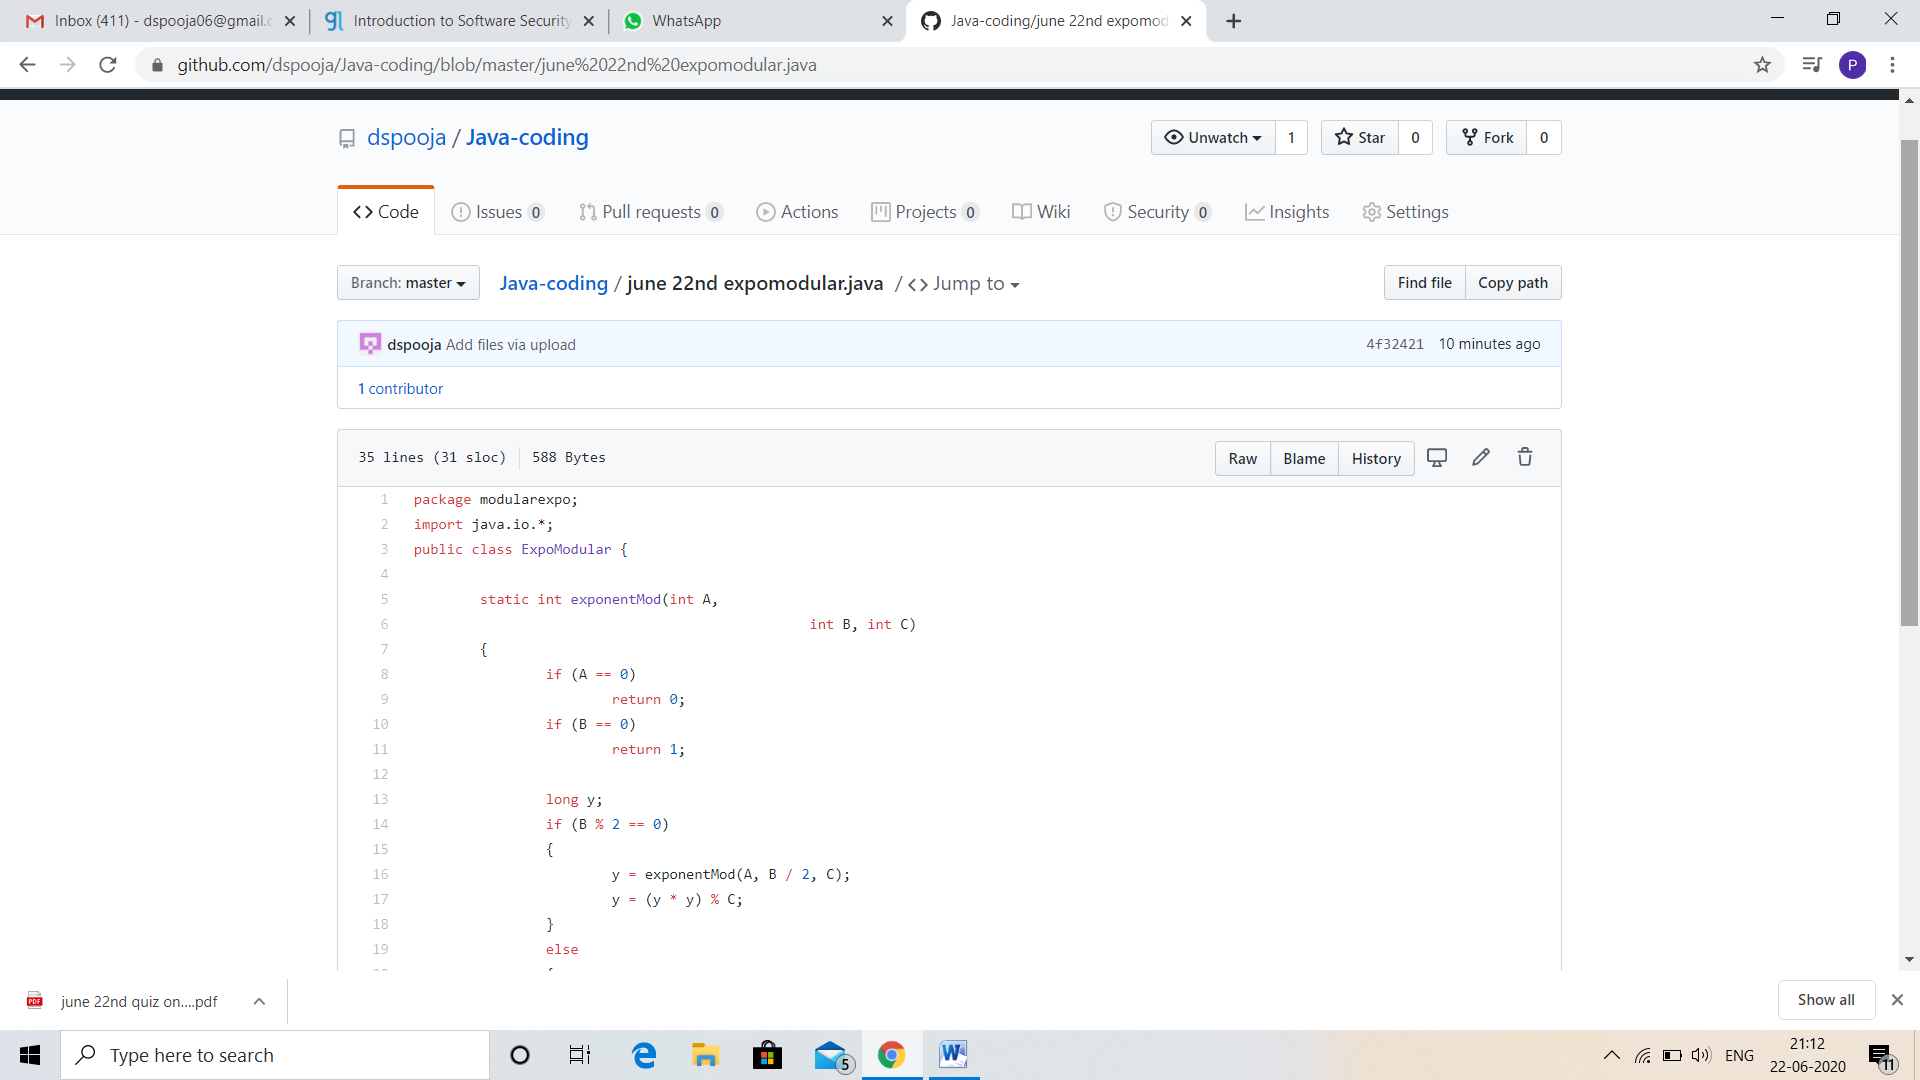 Inbox (411) - dspooja06@gmail.c
Introduction to Software Security
WhatsApp
Java-coding/june 22nd expomod
github.com/dspooja/Java-coding/blob/master/june%2022nd%20expomodular.java
P
dspooja / Java-coding
Unwatch 1
Star 0
Fork 0
Code
Issues 0
Pull requests 0
Actions
Projects 0
Wiki
Security 0
Insights
Settings
Branch: master
Java-coding / june 22nd expomodular.java / <> Jump to
Find file
Copy path
dspooja Add files via upload
4f32421 10 minutes ago
1 contributor
35 lines (31 sloc) 588 Bytes
Raw
Blame
History
1 package modularexpo;
2 import java.io.*;
3 public class ExpoModular {
4
5 static int exponentMod(int A,
6 int B, int C)
7 {
8 if (A == 0)
9 return 0;
10 if (B == 0)
11 return 1;
12
13 long y;
14 if (B % 2 == 0)
15 {
16 y = exponentMod(A, B / 2, C);
17 y = (y * y) % C;
18 }
19 else
june 22nd quiz on....pdf
Show all
Type here to search
5
ENG
21:12
22-06-2020
11